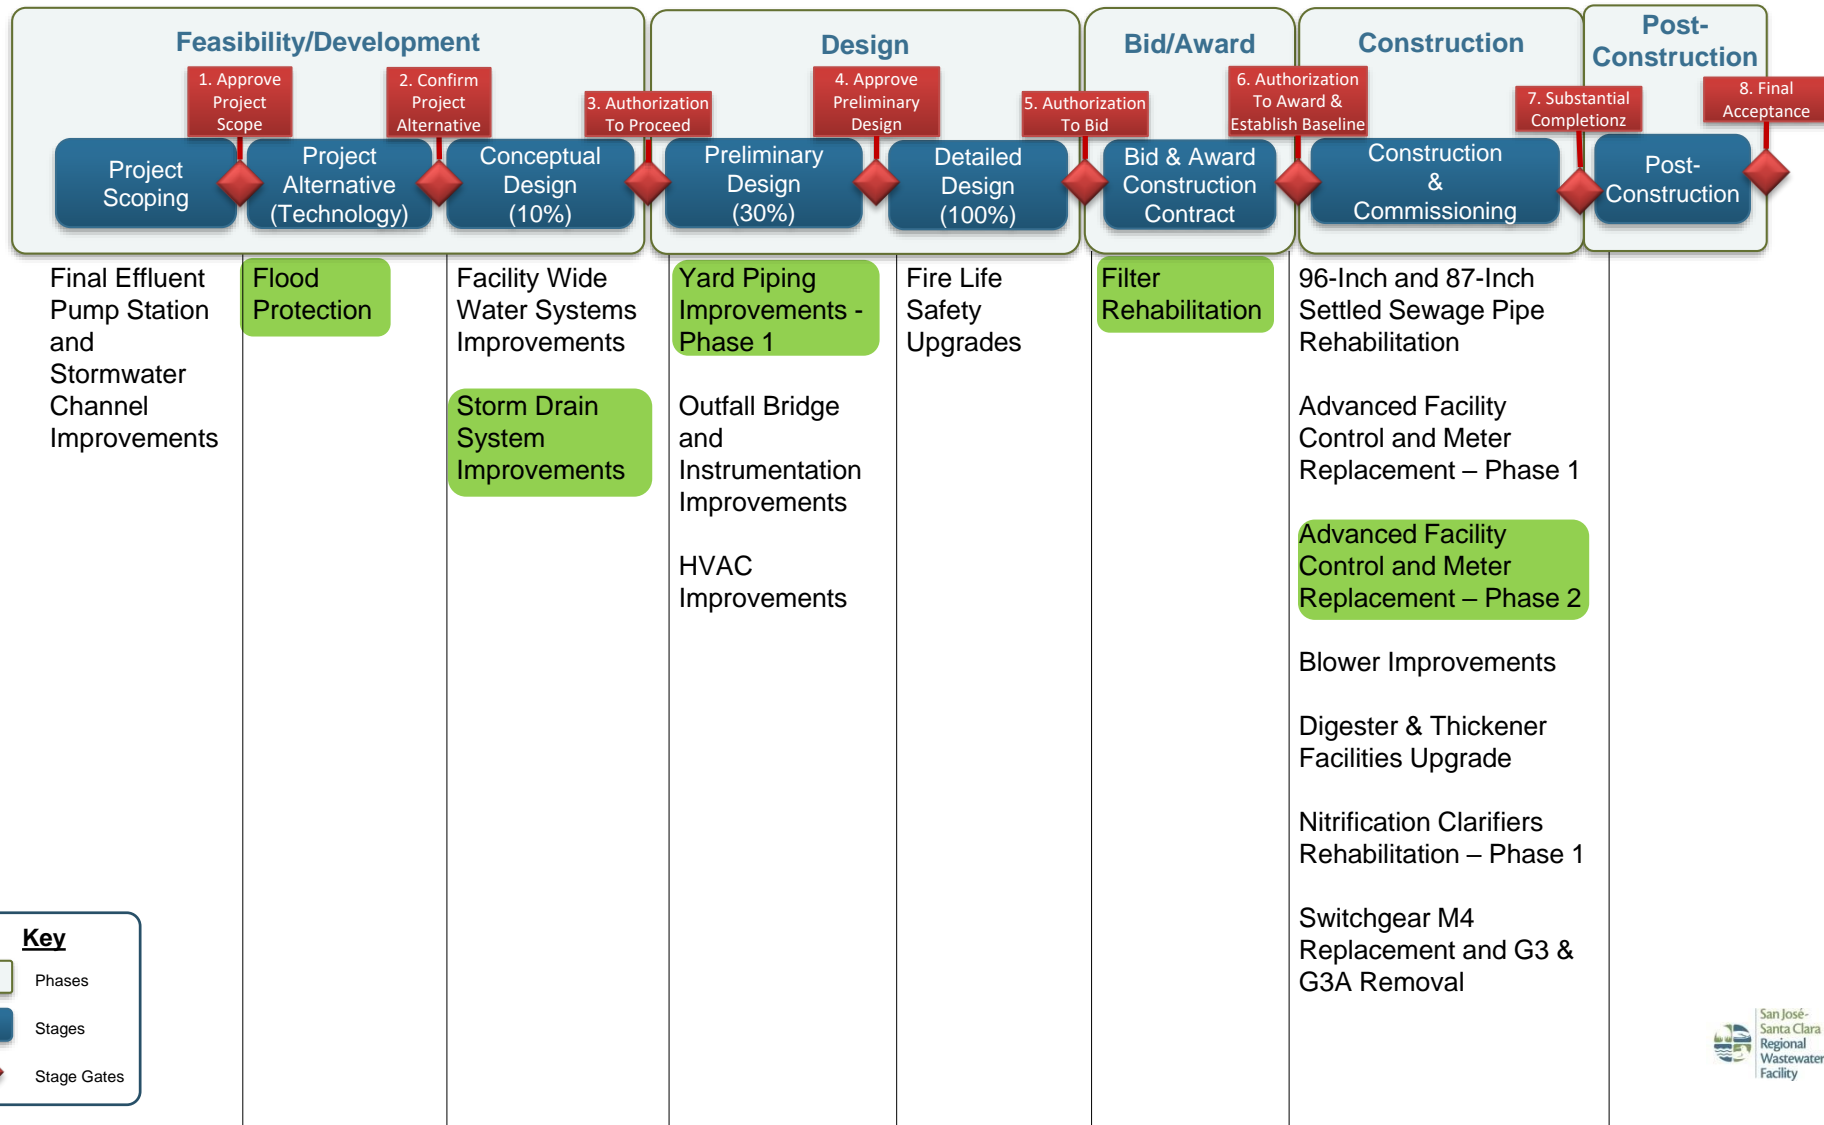 Feasibility/Development
Design
Bid/Award
Construction
Post-
Construction
1. Approve
Project
Scope
2. Confirm
Project
Alternative
3. Authorization
To Proceed
4. Approve
Preliminary
Design
5. Authorization
To Bid
6. Authorization
To Award &
Establish Baseline
7. Substantial
Completionz
8. Final
Acceptance
Project
Scoping
Project
Alternative
(Technology)
Conceptual
Design
(10%)
Preliminary
Design
(30%)
Detailed
Design
(100%)
Bid & Award
Construction
Contract
Construction
&
Commissioning
Post-
Construction
Final Effluent
Pump Station
and
Stormwater
Channel
Improvements
Flood
Protection
Facility Wide
Water Systems
Improvements
Storm Drain
System
Improvements
Yard Piping
Improvements -
Phase 1
Outfall Bridge
and
Instrumentation
Improvements
HVAC
Improvements
Fire Life
Safety
Upgrades
Filter
Rehabilitation
96-Inch and 87-Inch
Settled Sewage Pipe
Rehabilitation
Advanced Facility
Control and Meter
Replacement – Phase 1
Advanced Facility
Control and Meter
Replacement – Phase 2
Blower Improvements
Digester & Thickener
Facilities Upgrade
Nitrification Clarifiers
Rehabilitation – Phase 1
Switchgear M4
Replacement and G3 &
G3A Removal
Key
Phases
Stages
Stage Gates
San José-
Santa Clara
Regional
Wastewater
Facility